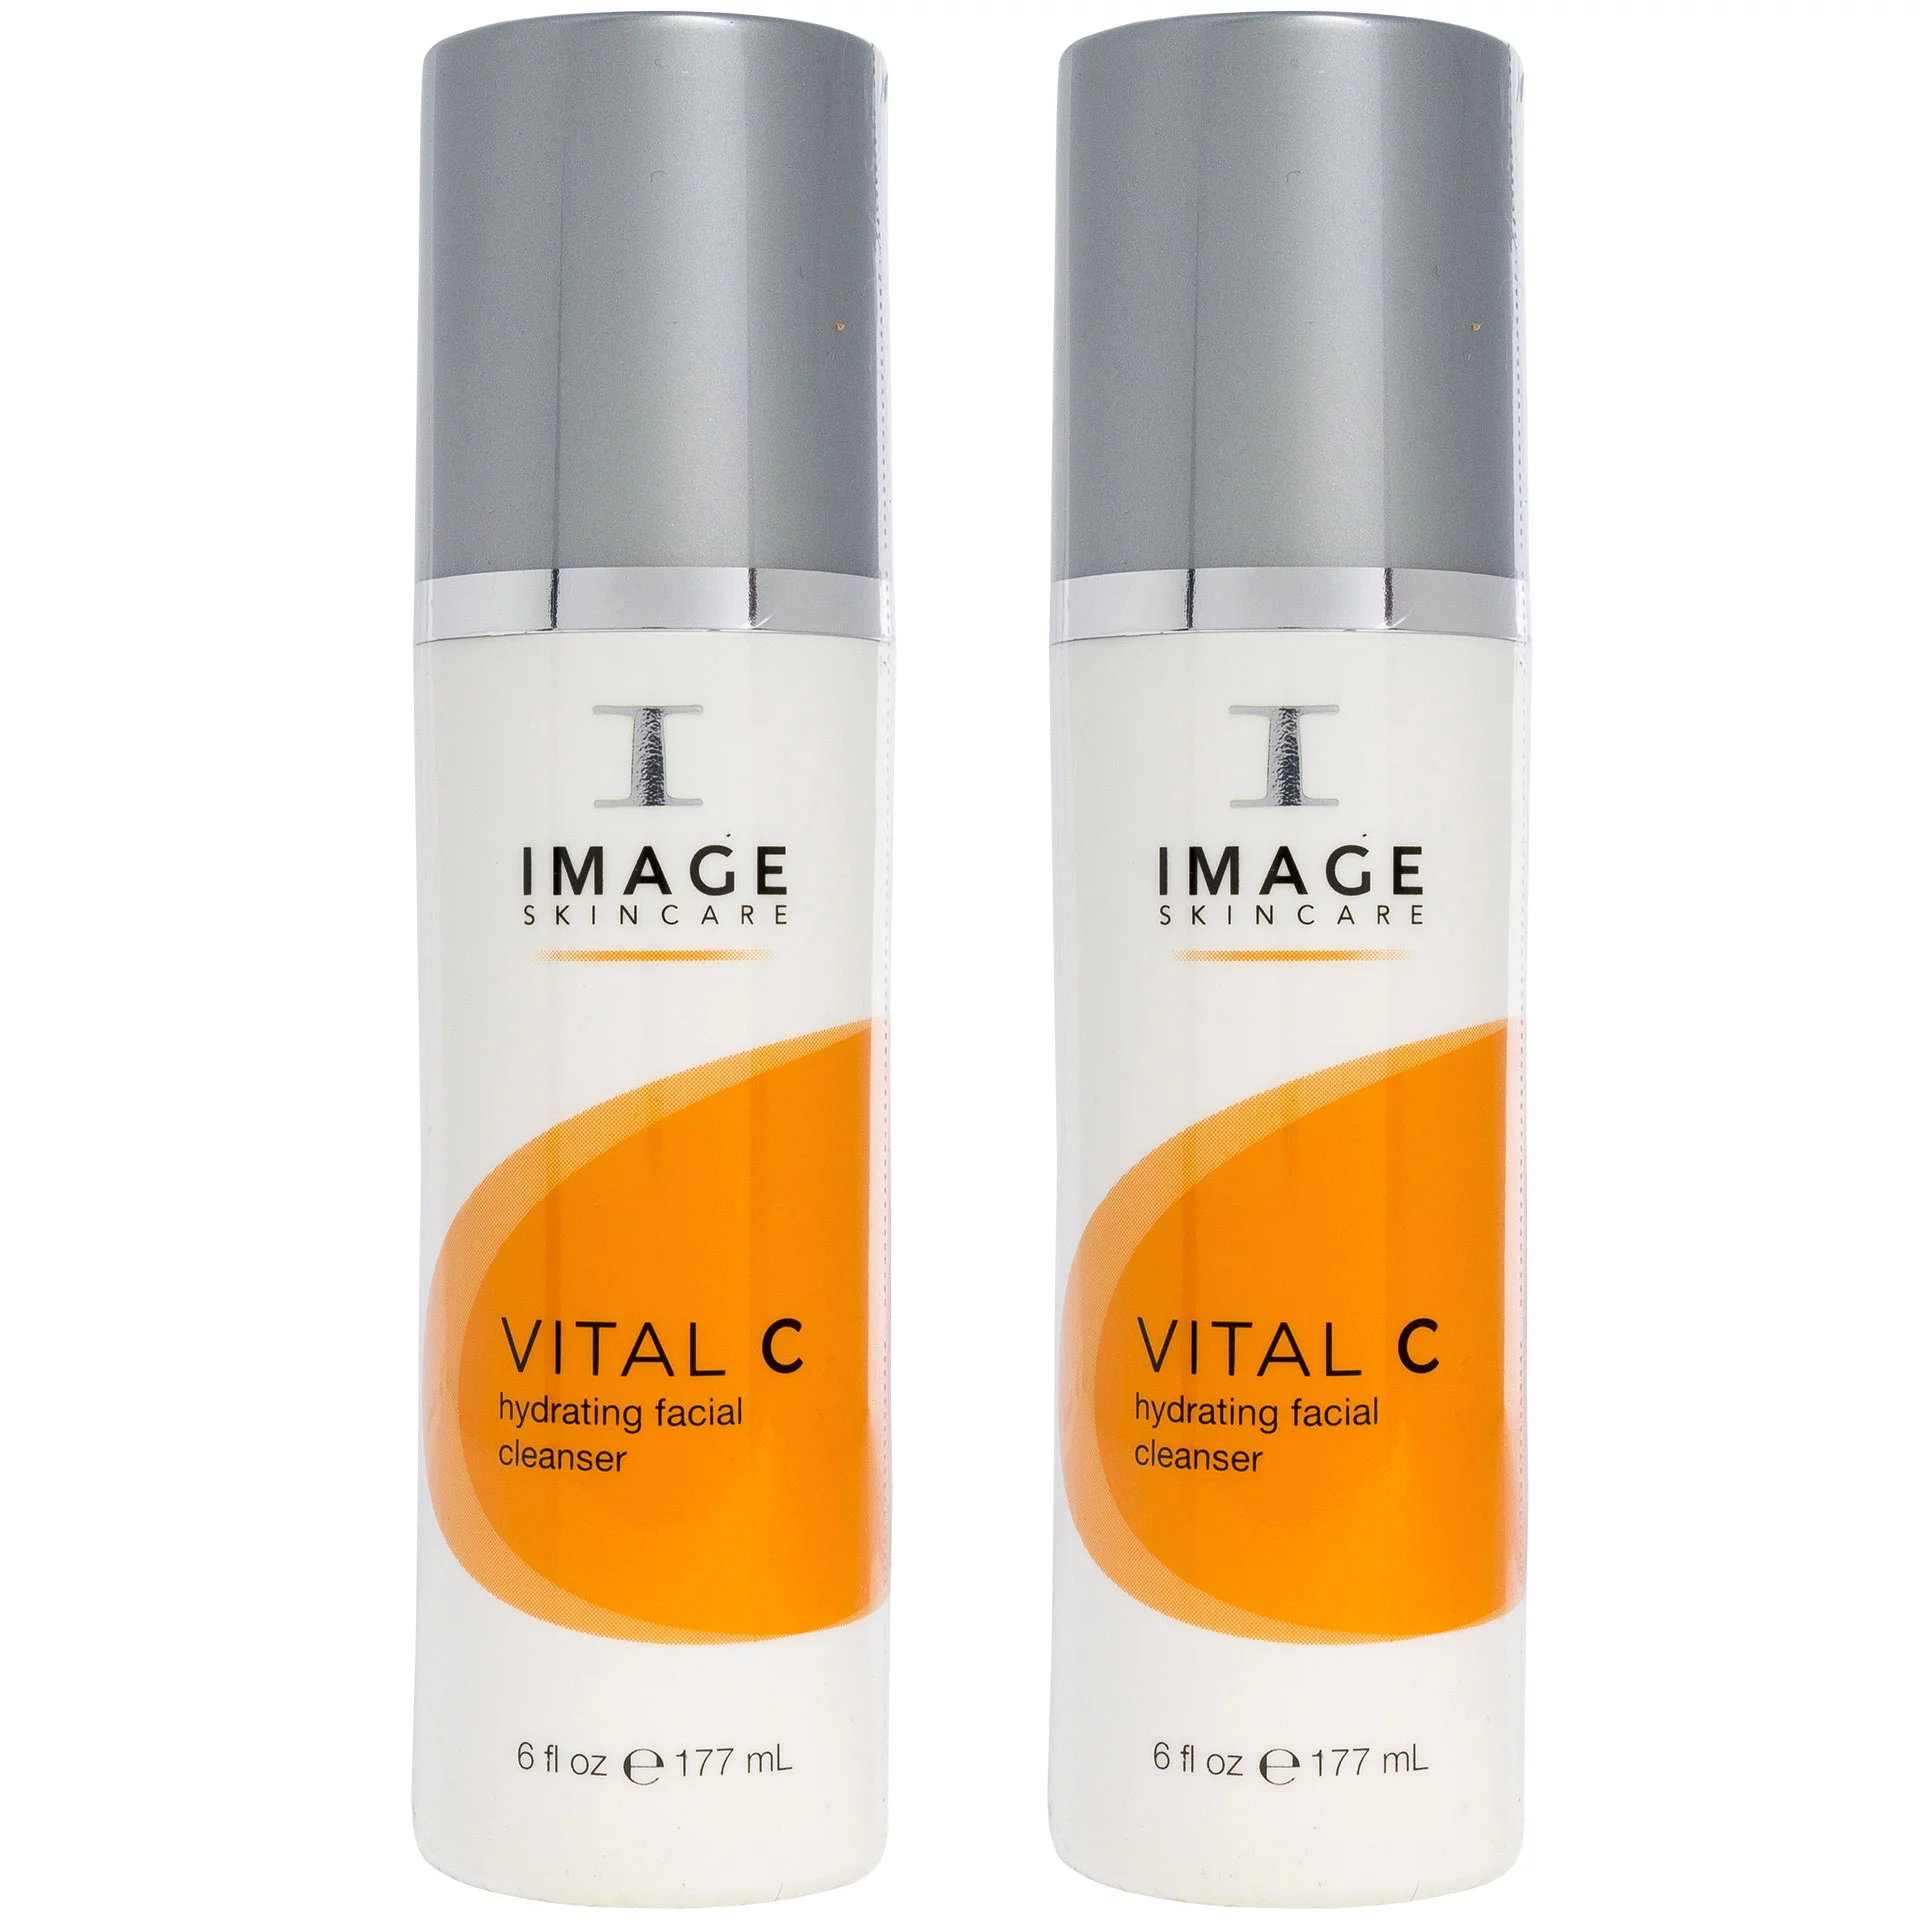 I
IMAGE
SKINCARE
VITAL C
hydrating facial
cleanser
6 fl oz ℮ 177 mL
I
IMAGE
SKINCARE
VITAL C
hydrating facial
cleanser
6 fl oz ℮ 177 mL